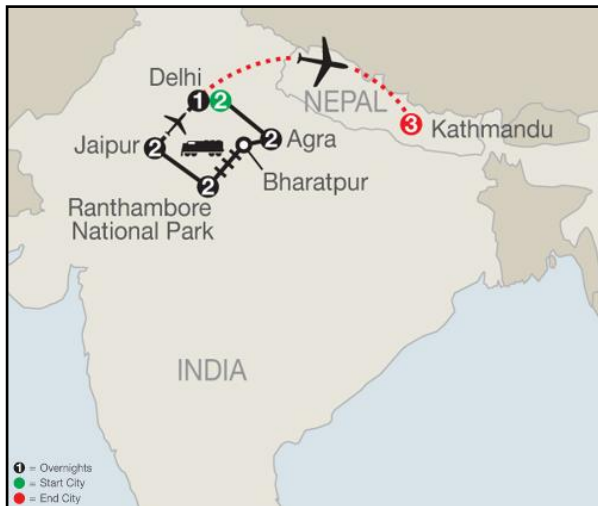 Delhi
1 2
NEPAL
3 Kathmandu
Jaipur 2
2 Agra
Bharatpur
2
Ranthambore
National Park
INDIA
1 = Overnights
= Start City
= End City